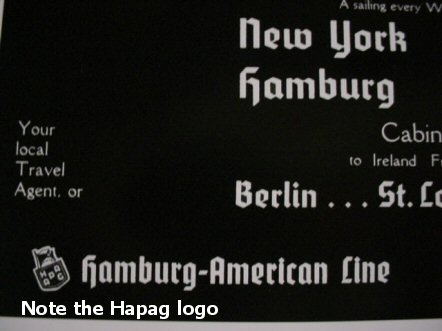 A sailing every W
New York
Hamburg
Cabin
to Ireland F
Your
local
Travel
Agent, or
Berlin... St. Lo
HAPAG
Hamburg-American Line
Note the Hapag logo